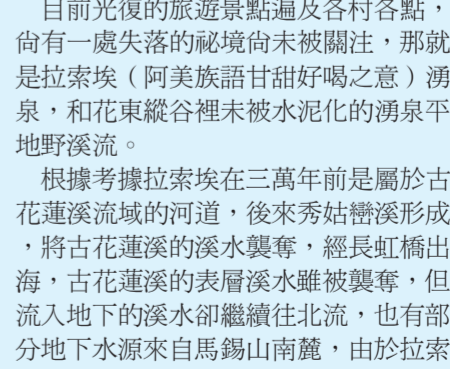 目前光復的旅遊景點遍及各村各點，
尚有一處失落的祕境尚未被關注，那就
是拉索埃（阿美族語甘甜好喝之意）湧
泉，和花東縱谷裡未被水泥化的湧泉平
地野溪流。
根據考據拉索埃在三萬年前是屬於古
花蓮溪流域的河道，後來秀姑巒溪形成
，將古花蓮溪的溪水襲奪，經長虹橋出
海，古花蓮溪的表層溪水雖被襲奪，但
流入地下的溪水卻繼續往北流，也有部
分地下水源來自馬錫山南麓，由於拉索